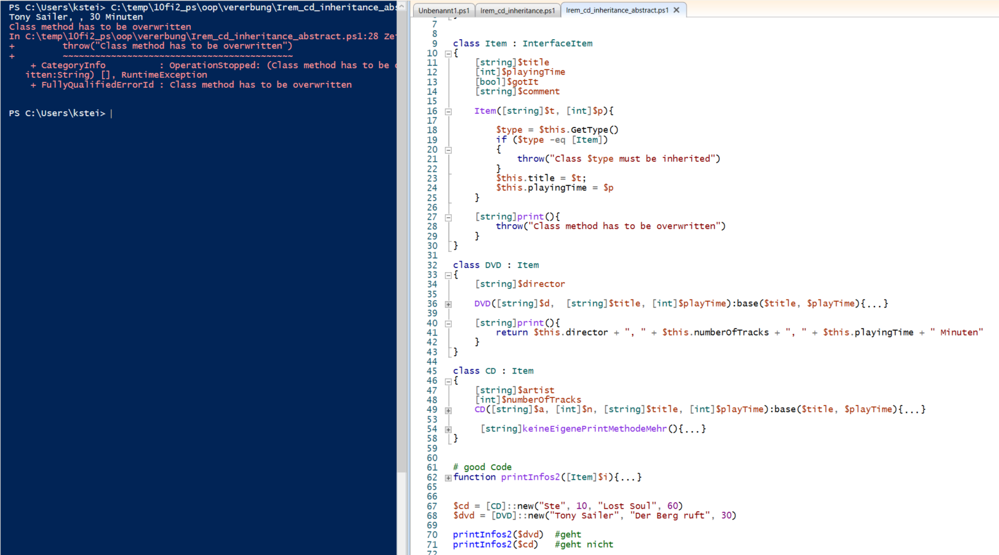 PS C:\Users\kstei> C:\temp\10fi2_ps\oop\vererbung\Irem_cd_inheritance_abs
Tony Sailer, , 30 Minuten
Class method has to be overwritten
In C:\temp\10fi2_ps\oop\vererbung\Irem_cd_inheritance_abstract.ps1:28 Zei
+         throw("Class method has to be overwritten")
+         ~~~~~~~~~~~~~~~~~~~~~~~~~~~~~~~~~~~~~~~~~~~
    + CategoryInfo          : OperationStopped: (Class method has to be o
   itten:String) [], RuntimeException
    + FullyQualifiedErrorId : Class method has to be overwritten
PS C:\Users\kstei>
Unbenannt1.ps1 Irem_cd_inheritance.ps1 Irem_cd_inheritance_abstract.ps1 X
7
8
9 class Item : InterfaceItem
10 {
11     [string]$title
12     [int]$playingTime
13     [bool]$gotIt
14     [string]$comment
15
16     Item([string]$t, [int]$p){
17
18         $type = $this.GetType()
19         if ($type -eq [Item])
20         {
21             throw("Class $type must be inherited")
22         }
23         $this.title = $t;
24         $this.playingTime = $p
25     }
26
27     [string]print(){
28         throw("Class method has to be overwritten")
29     }
30 }
31
32 class DVD : Item
33 {
34     [string]$director
35
36     DVD([string]$d,  [string]$title, [int]$playTime):base($title, $playTime){...}
39
40     [string]print(){
41         return $this.director + ", " + $this.numberOfTracks + ", " + $this.playingTime + " Minuten"
42     }
43 }
44
45 class CD : Item
46 {
47     [string]$artist
48     [int]$numberOfTracks
49     CD([string]$a, [int]$n, [string]$title, [int]$playTime):base($title, $playTime){...}
53
54      [string]keineEigenePrintMethodeMehr(){...}
58 }
59
60
61 # good Code
62 function printInfos2([Item]$i){...}
65
66
67 $cd = [CD]::new("Ste", 10, "Lost Soul", 60)
68 $dvd = [DVD]::new("Tony Sailer", "Der Berg ruft", 30)
69
70 printInfos2($dvd)  #geht
71 printInfos2($cd)   #geht nicht
72